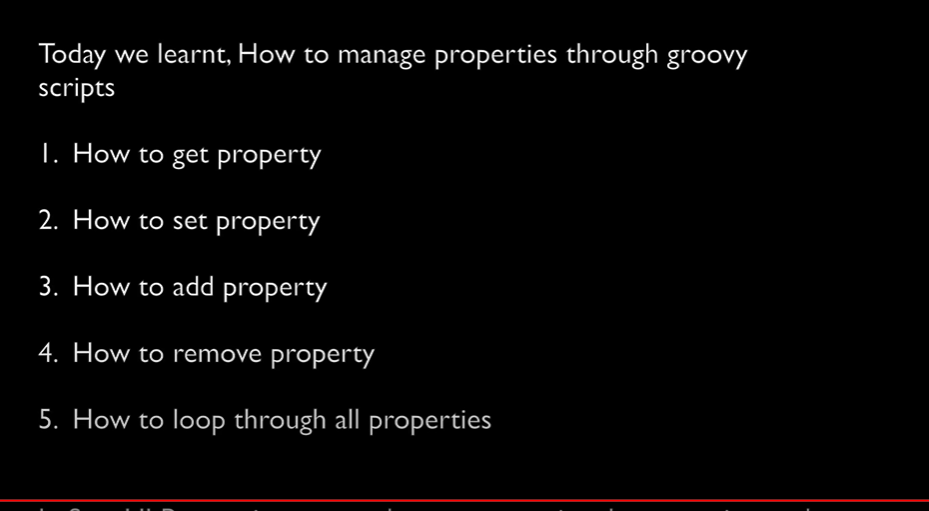 Today we learnt, How to manage properties through groovy
scripts
1. How to get property
2. How to set property
3. How to add property
4. How to remove property
5. How to loop through all properties